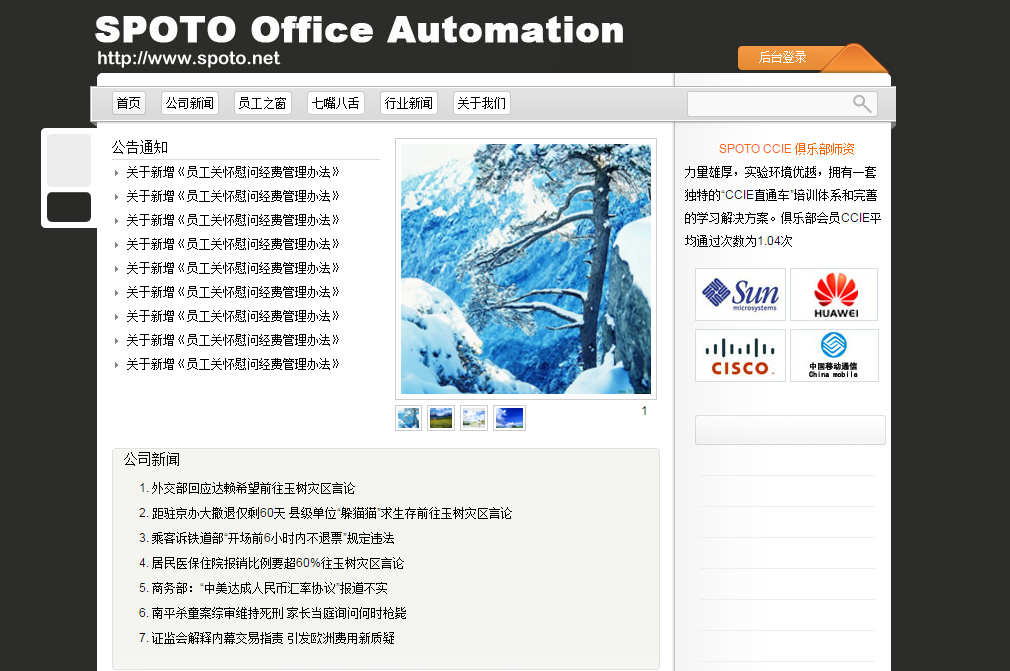 SPOTO Office Automation
http://www.spoto.net
后台登录
首页 公司新闻 员工之窗 七嘴八舌 行业新闻 关于我们
公告通知
关于新增《员工关怀慰问经费管理办法》
关于新增《员工关怀慰问经费管理办法》
关于新增《员工关怀慰问经费管理办法》
关于新增《员工关怀慰问经费管理办法》
关于新增《员工关怀慰问经费管理办法》
关于新增《员工关怀慰问经费管理办法》
关于新增《员工关怀慰问经费管理办法》
关于新增《员工关怀慰问经费管理办法》
关于新增《员工关怀慰问经费管理办法》
1
SPOTO CCIE 俱乐部师资
力量雄厚，实验环境优越，拥有一套
独特的“CCIE直通车”培训体系和完善
的学习解决方案。俱乐部会员CCIE平
均通过次数为1.04次
Sun
microsystems
HUAWEI
CISCO
中国移动通信
China mobile
公司新闻
1. 外交部回应达赖希望前往玉树灾区言论
2. 距驻京办大撤退仅剩60天 县级单位“躲猫猫”求生存前往玉树灾区言论
3. 乘客诉铁道部“开场前6小时内不退票”规定违法
4. 居民医保住院报销比例要超60%往玉树灾区言论
5. 商务部：“中美达成人民币汇率协议”报道不实
6. 南平杀童案综审维持死刑 家长当庭询问何时枪毙
7. 证监会解释内幕交易指责 引发欧洲费用新质疑